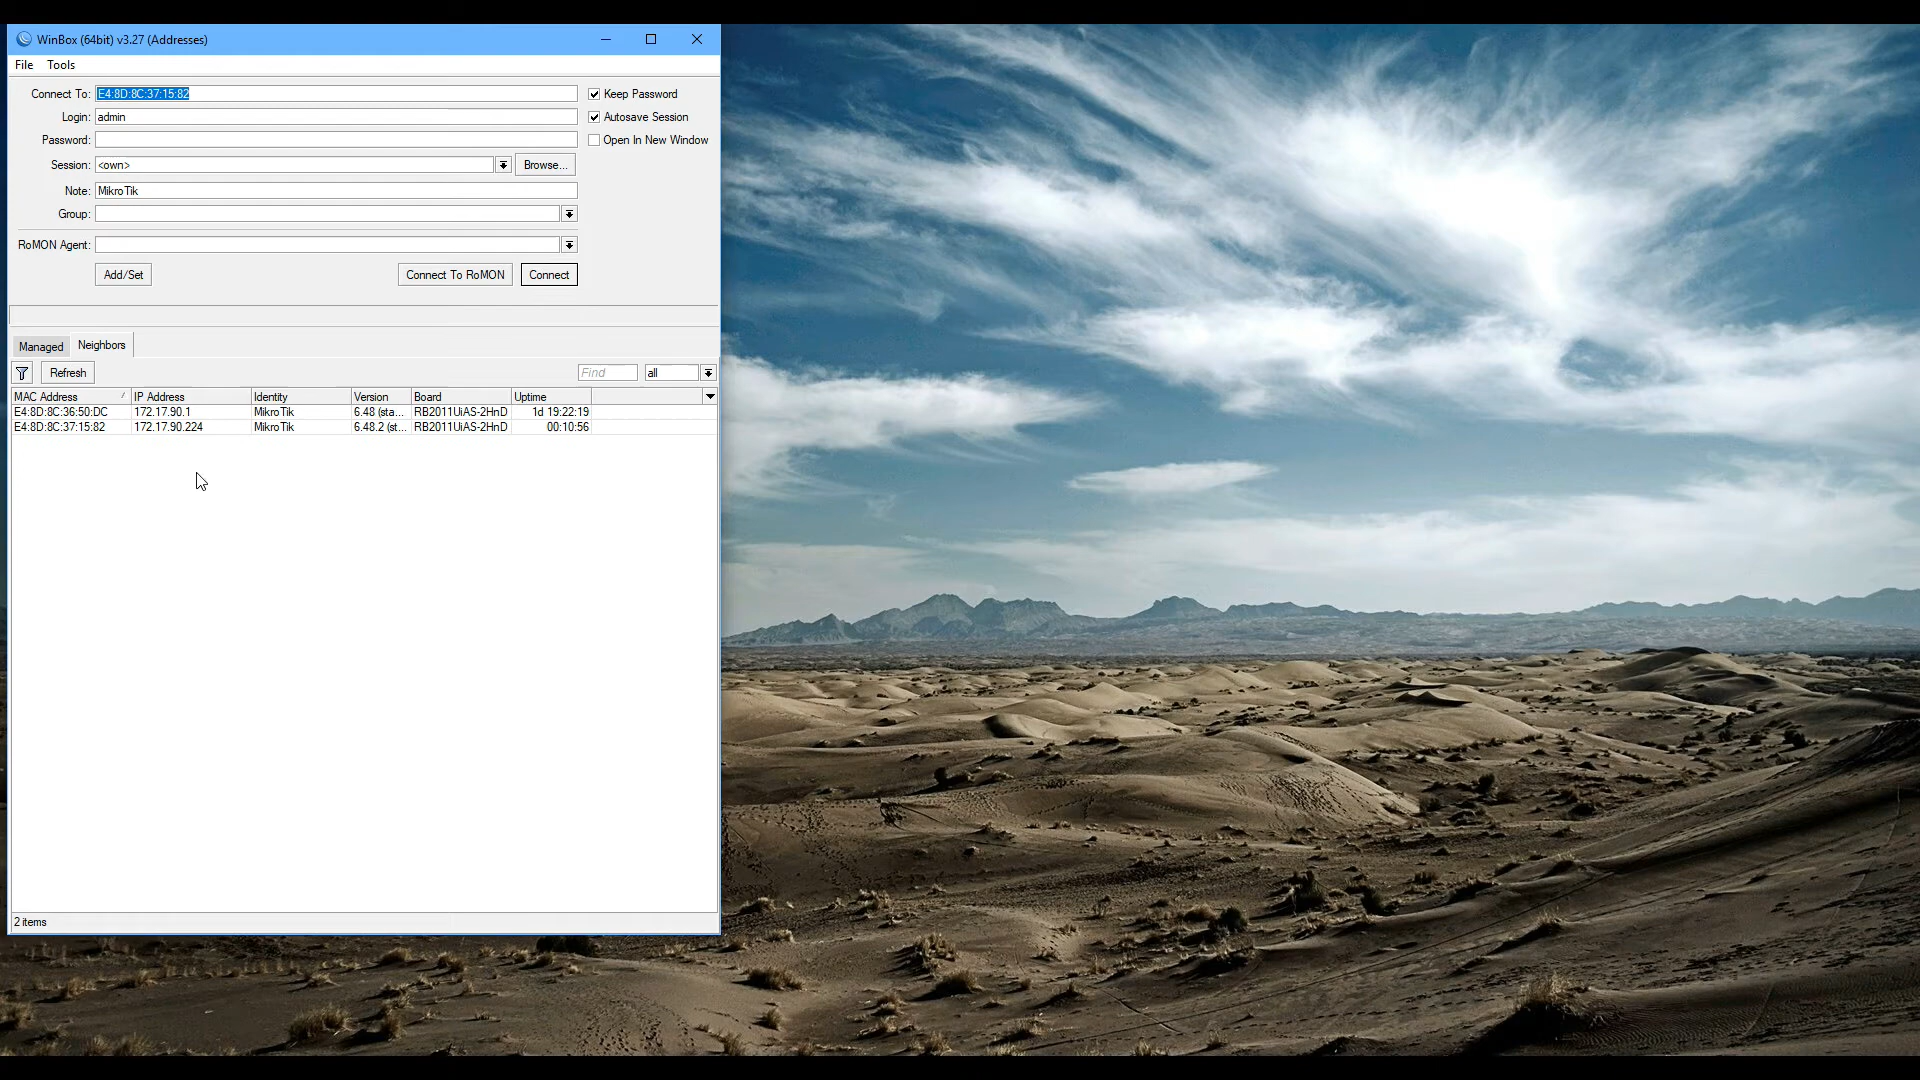 WinBox (64bit) v3.27 (Addresses)
File Tools
Connect To: E4:8D:8C:37:15:82 Keep Password
Login: admin Autosave Session
Password: Open In New Window
Session: <own> Browse...
Note: MikroTik
Group:
RoMON Agent:
Add/Set Connect To RoMON Connect
Managed Neighbors
Refresh Find all
MAC Address IP Address Identity Version Board Uptime
E4:8D:8C:36:50:DC 172.17.90.1 MikroTik 6.48 (sta... RB2011UiAS-2HnD 1d 19:22:19
E4:8D:8C:37:15:82 172.17.90.224 MikroTik 6.48.2 (st... RB2011UiAS-2HnD 00:10:56
2 items